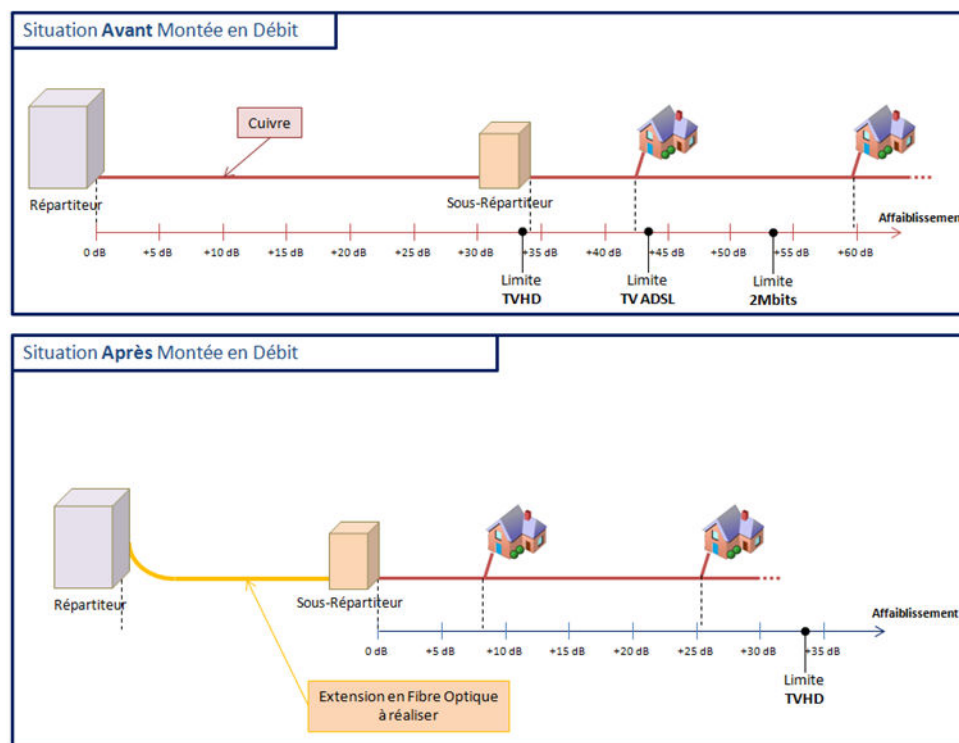 Situation Avant Montée en Débit
Cuivre
Répartiteur
Sous-Répartiteur
Affaiblissement
0 dB +5 dB +10 dB +15 dB +20 dB +25 dB +30 dB +35 dB +40 dB +45 dB +50 dB +55 dB +60 dB
Limite Limite Limite
TVHD TV ADSL 2Mbits
Situation Après Montée en Débit
Répartiteur
Sous-Répartiteur
Affaiblissement
0 dB +5 dB +10 dB +15 dB +20 dB +25 dB +30 dB +35 dB
Limite
TVHD
Extension en Fibre Optique
à réaliser